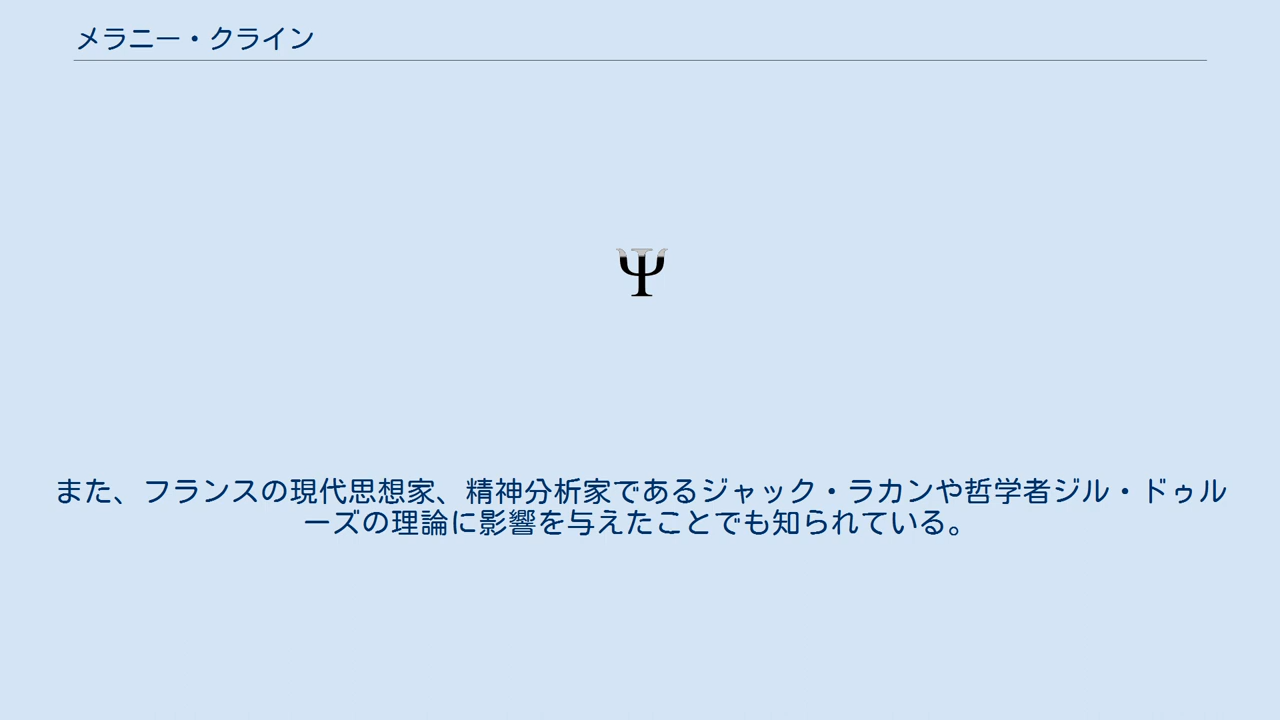 メラニー・クライン
Ψ
また、フランスの現代思想家、精神分析家であるジャック・ラカンや哲学者ジル・ドゥル
ーズの理論に影響を与えたことでも知られている。